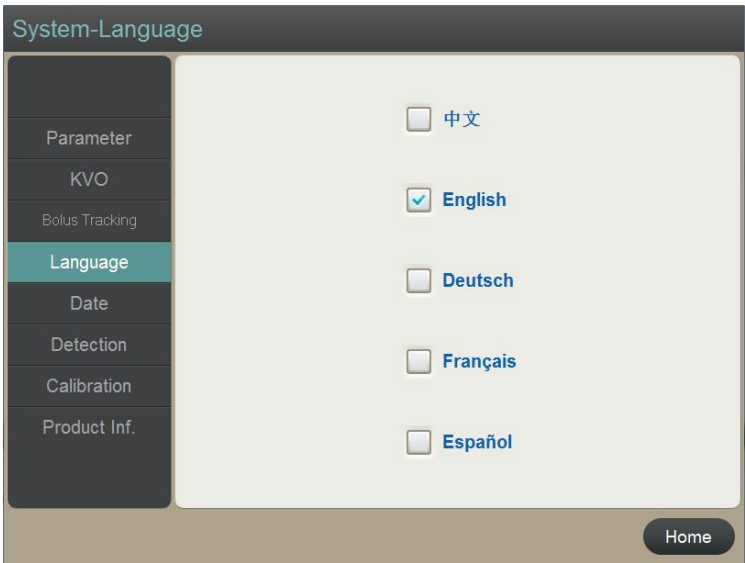 System-Language
Parameter
KVO
Bolus Tracking
Language
Date
Detection
Calibration
Product Inf.
中文
English
Deutsch
Français
Español
Home